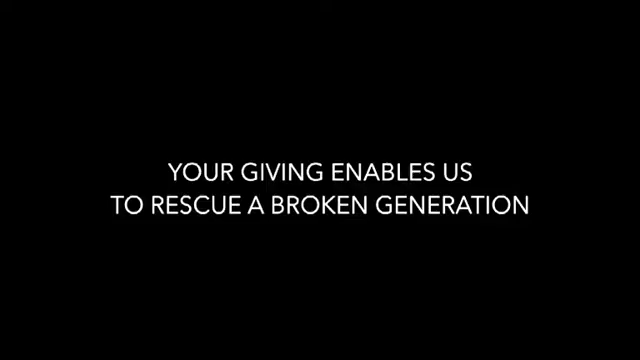 YOUR GIVING ENABLES US
TO RESCUE A BROKEN GENERATION